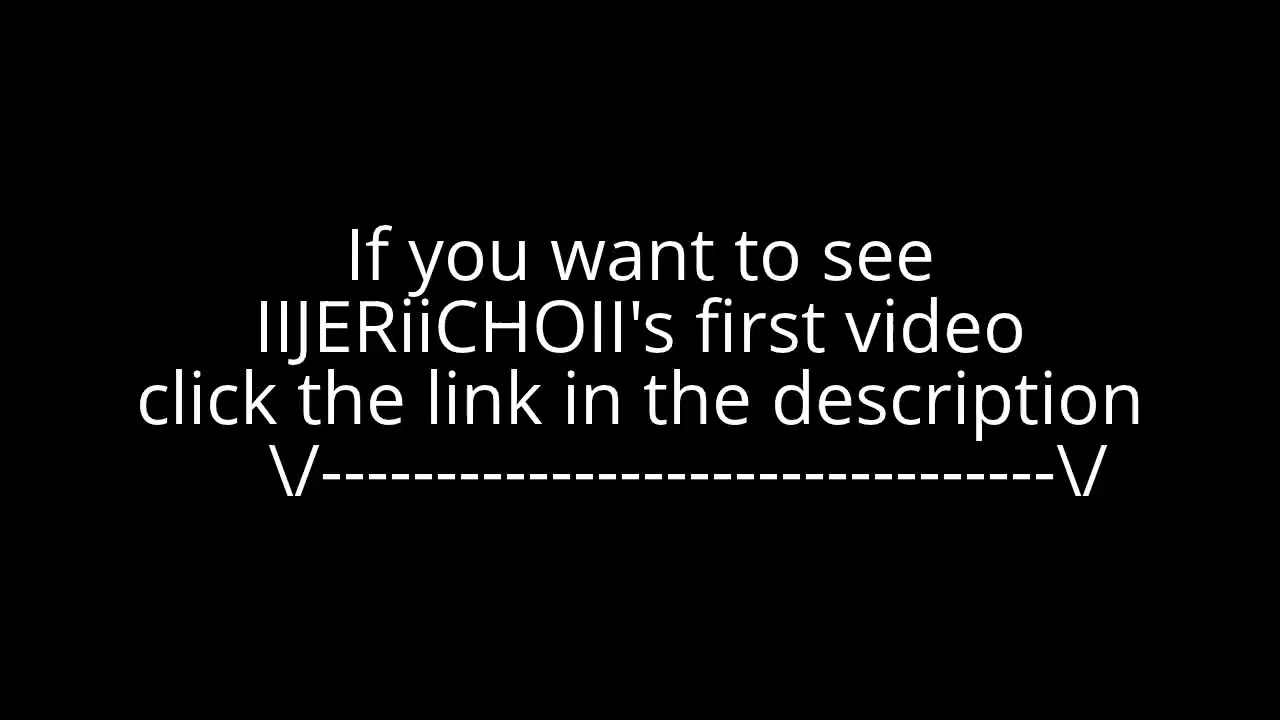 If you want to see
IIJERiiCHOII's first video
click the link in the description
\/--------------------------------\/